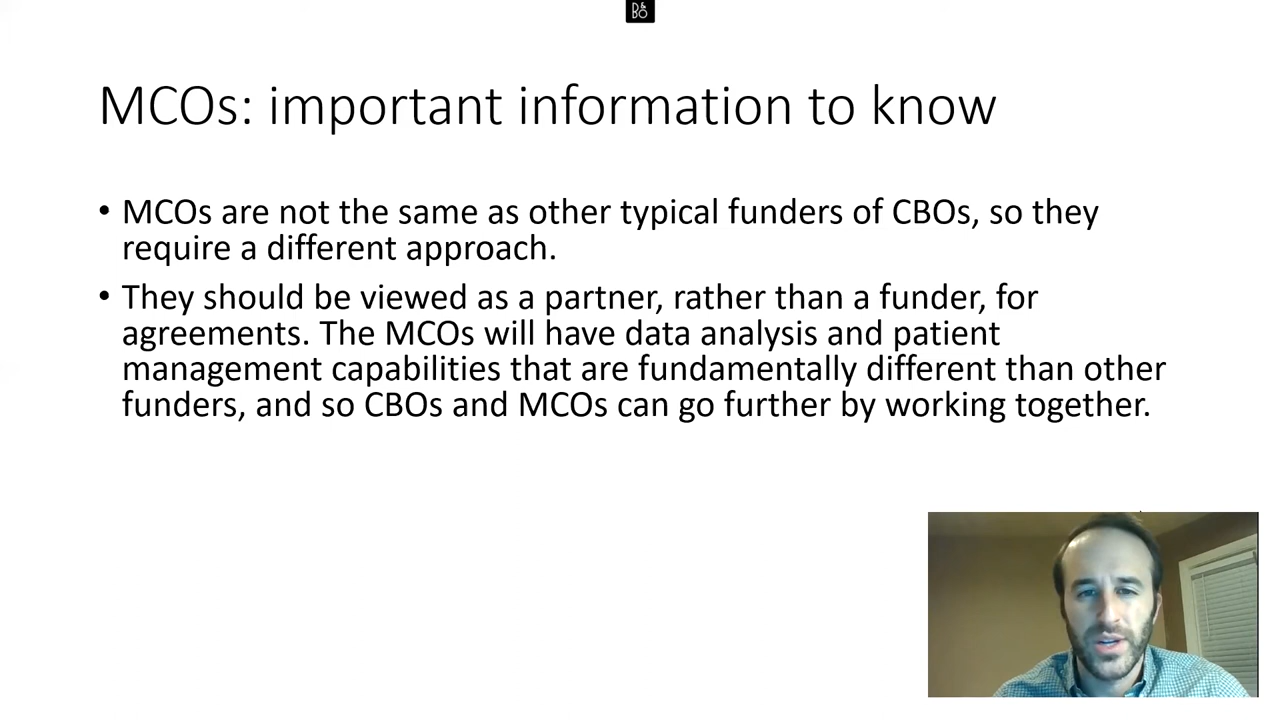 D&
BO
MCOs: important information to know
• MCOs are not the same as other typical funders of CBOs, so they
require a different approach.
• They should be viewed as a partner, rather than a funder, for
agreements. The MCOs will have data analysis and patient
management capabilities that are fundamentally different than other
funders, and so CBOs and MCOs can go further by working together.